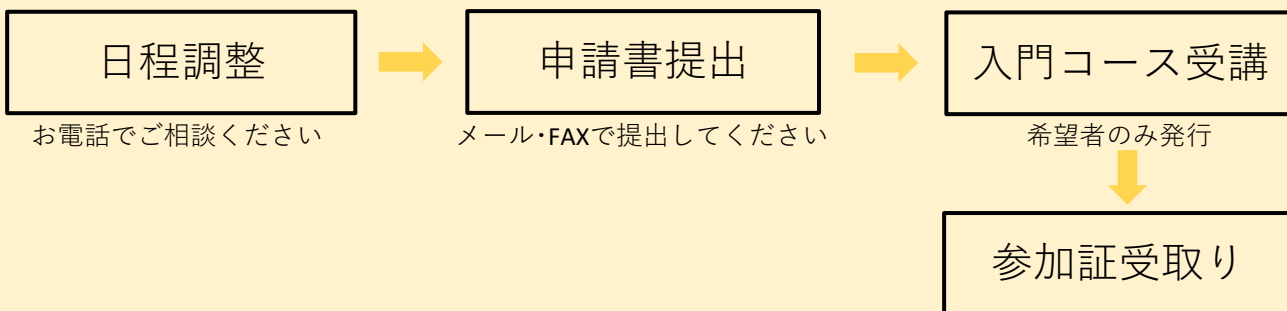 日程調整
お電話でご相談ください
申請書提出
メール・FAXで提出してください
入門コース受講
希望者のみ発行
参加証受取り